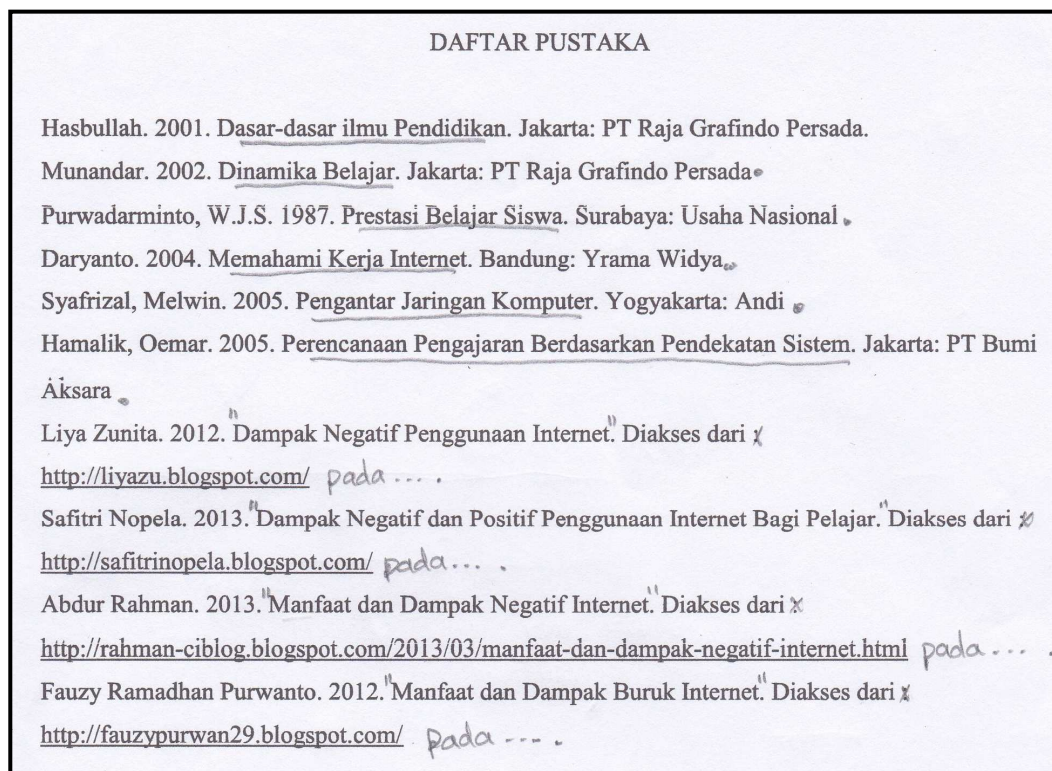 DAFTAR PUSTAKA
Hasbullah. 2001. Dasar-dasar ilmu Pendidikan. Jakarta: PT Raja Grafindo Persada.
Munandar. 2002. Dinamika Belajar. Jakarta: PT Raja Grafindo Persada.
Purwadarminto, W.J.S. 1987. Prestasi Belajar Siswa. Surabaya: Usaha Nasional.
Daryanto. 2004. Memahami Kerja Internet. Bandung: Yrama Widya.
Syafrizal, Melwin. 2005. Pengantar Jaringan Komputer. Yogyakarta: Andi.
Hamalik, Oemar. 2005. Perencanaan Pengajaran Berdasarkan Pendekatan Sistem. Jakarta: PT Bumi
Aksara.
Liya Zunita. 2012. "Dampak Negatif Penggunaan Internet." Diakses dari
http://liyazu.blogspot.com/ pada ....
Safitri Nopela. 2013. "Dampak Negatif dan Positif Penggunaan Internet Bagi Pelajar." Diakses dari
http://safitrinopela.blogspot.com/ pada ... .
Abdur Rahman. 2013. "Manfaat dan Dampak Negatif Internet." Diakses dari
http://rahman-ciblog.blogspot.com/2013/03/manfaat-dan-dampak-negatif-internet.html pada ... .
Fauzy Ramadhan Purwanto. 2012. "Manfaat dan Dampak Buruk Internet." Diakses dari
http://fauzypurwan29.blogspot.com/ pada ... .